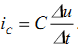 i_C = C Δu/Δt.